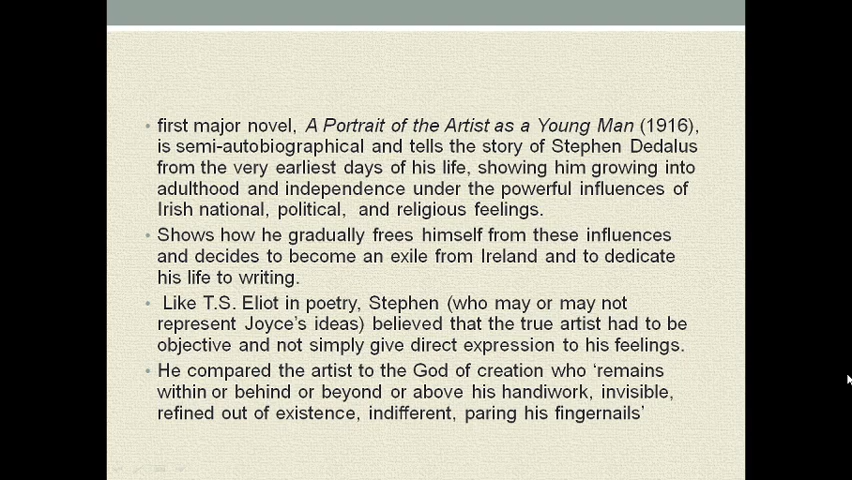 • first major novel, A Portrait of the Artist as a Young Man (1916),
is semi-autobiographical and tells the story of Stephen Dedalus
from the very earliest days of his life, showing him growing into
adulthood and independence under the powerful influences of
Irish national, political, and religious feelings.
• Shows how he gradually frees himself from these influences
and decides to become an exile from Ireland and to dedicate
his life to writing.
• Like T.S. Eliot in poetry, Stephen (who may or may not
represent Joyce's ideas) believed that the true artist had to be
objective and not simply give direct expression to his feelings.
• He compared the artist to the God of creation who ‘remains
within or behind or beyond or above his handiwork, invisible,
refined out of existence, indifferent, paring his fingernails’